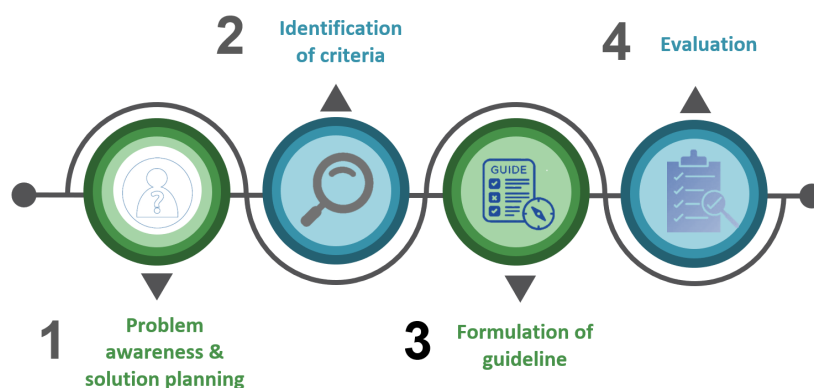 1
Problem
awareness &
solution planning
?
2
Identification
of criteria
3
Formulation of
guideline
GUIDE
4
Evaluation